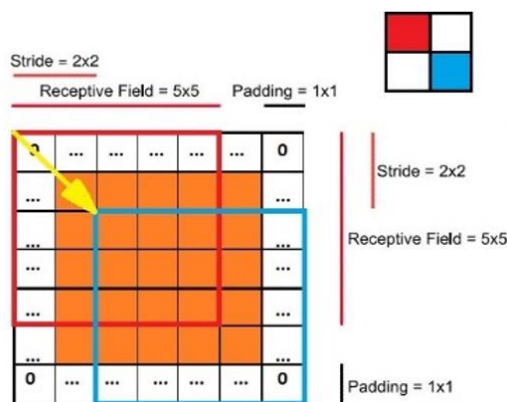 Stride = 2x2
Receptive Field = 5x5 Padding = 1x1
0 ... ... ... ... ... 0
... ...
Stride = 2x2
... ...
Receptive Field = 5x5
... ...
... ...
... ...
0 ... ... ... ... ... 0
Padding = 1x1